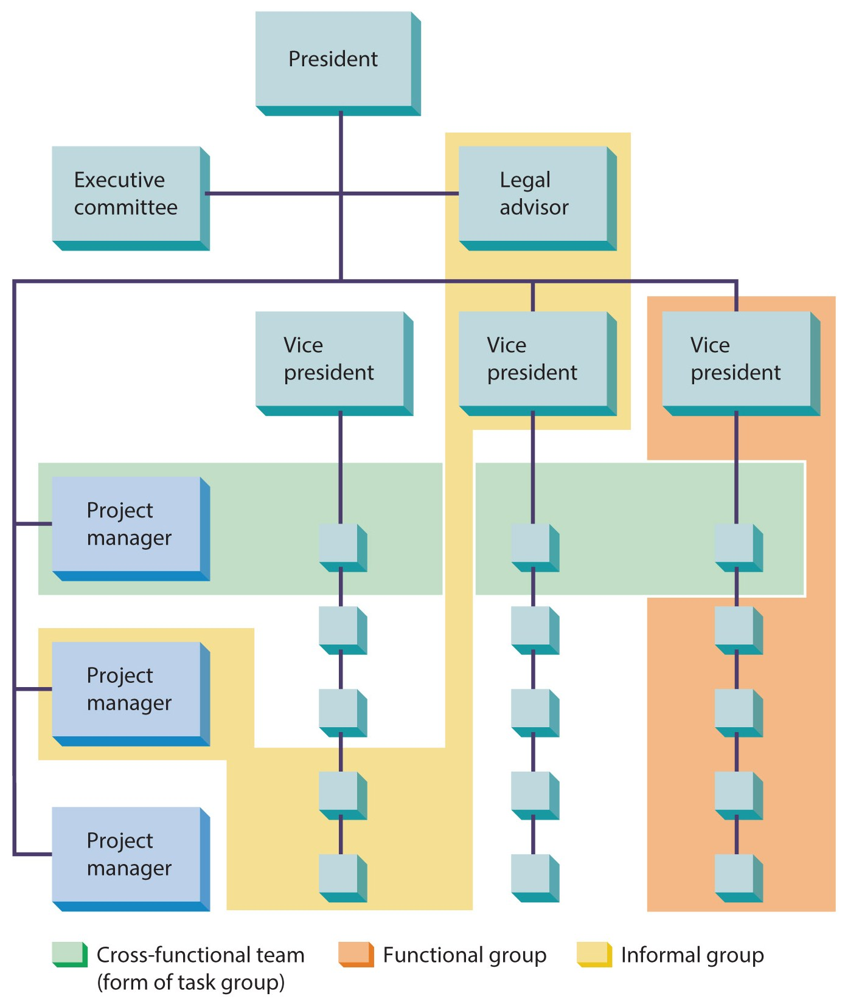 President
Executive
committee
Legal
advisor
Vice
president
Vice
president
Vice
president
Project
manager
Project
manager
Project
manager
Cross-functional team
(form of task group)
Functional group
Informal group